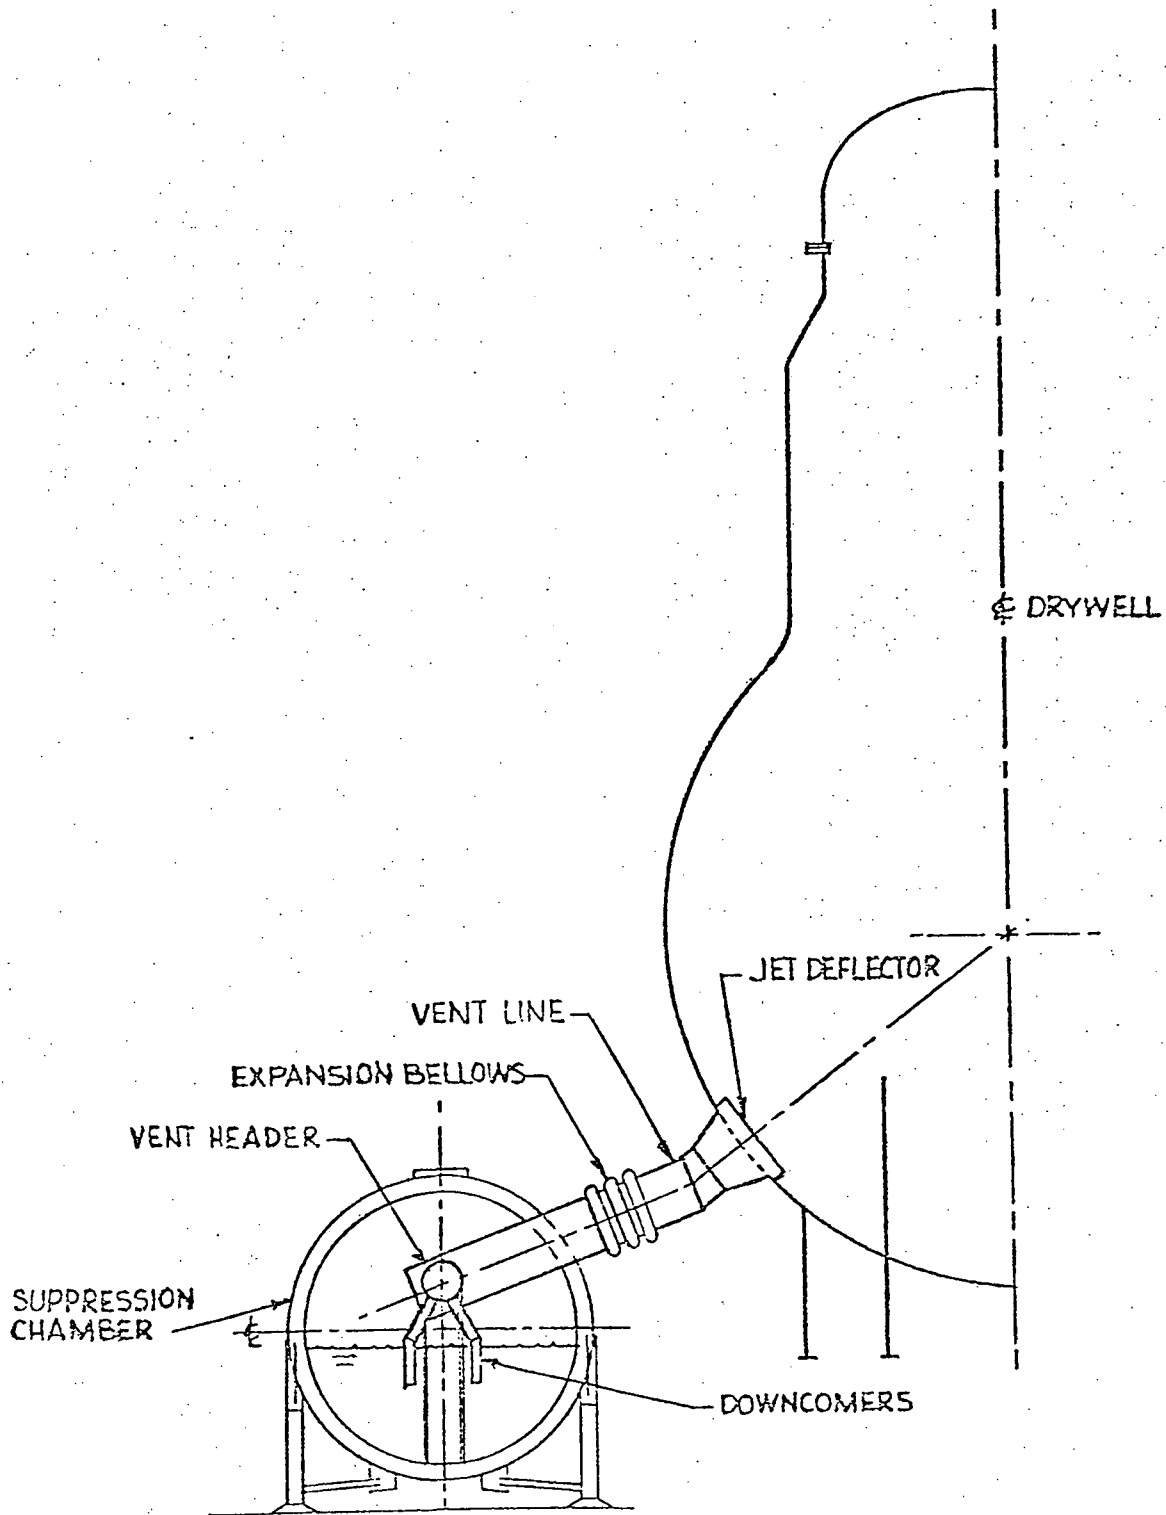 ℄ DRYWELL
JET DEFLECTOR
VENT LINE
EXPANSION BELLOWS
VENT HEADER
SUPPRESSION
CHAMBER
℄
DOWNCOMERS